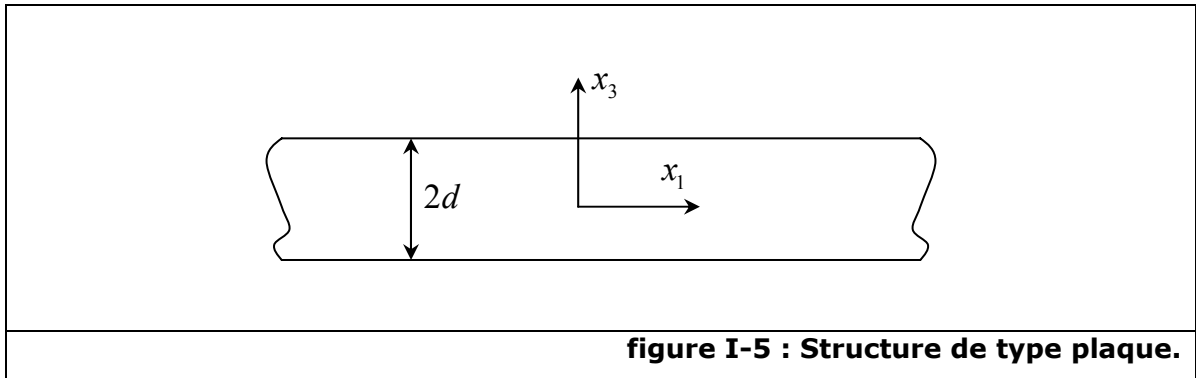 x₃
x₁
2d
figure I-5 : Structure de type plaque.